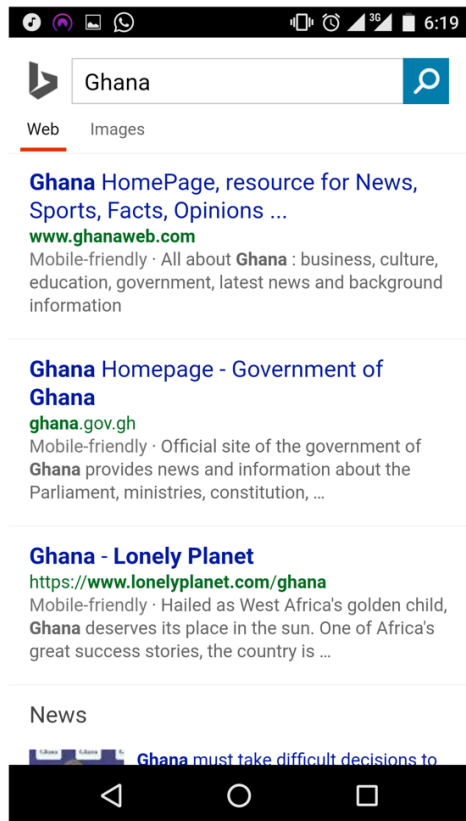 3G 6:19
Ghana
Web Images
Ghana HomePage, resource for News,
Sports, Facts, Opinions ...
www.ghanaweb.com
Mobile-friendly · All about Ghana : business, culture,
education, government, latest news and background
information
Ghana Homepage - Government of
Ghana
ghana.gov.gh
Mobile-friendly · Official site of the government of
Ghana provides news and information about the
Parliament, ministries, constitution, ...
Ghana - Lonely Planet
https://www.lonelyplanet.com/ghana
Mobile-friendly · Hailed as West Africa's golden child,
Ghana deserves its place in the sun. One of Africa's
great success stories, the country is ...
News
Ghana must take difficult decisions to